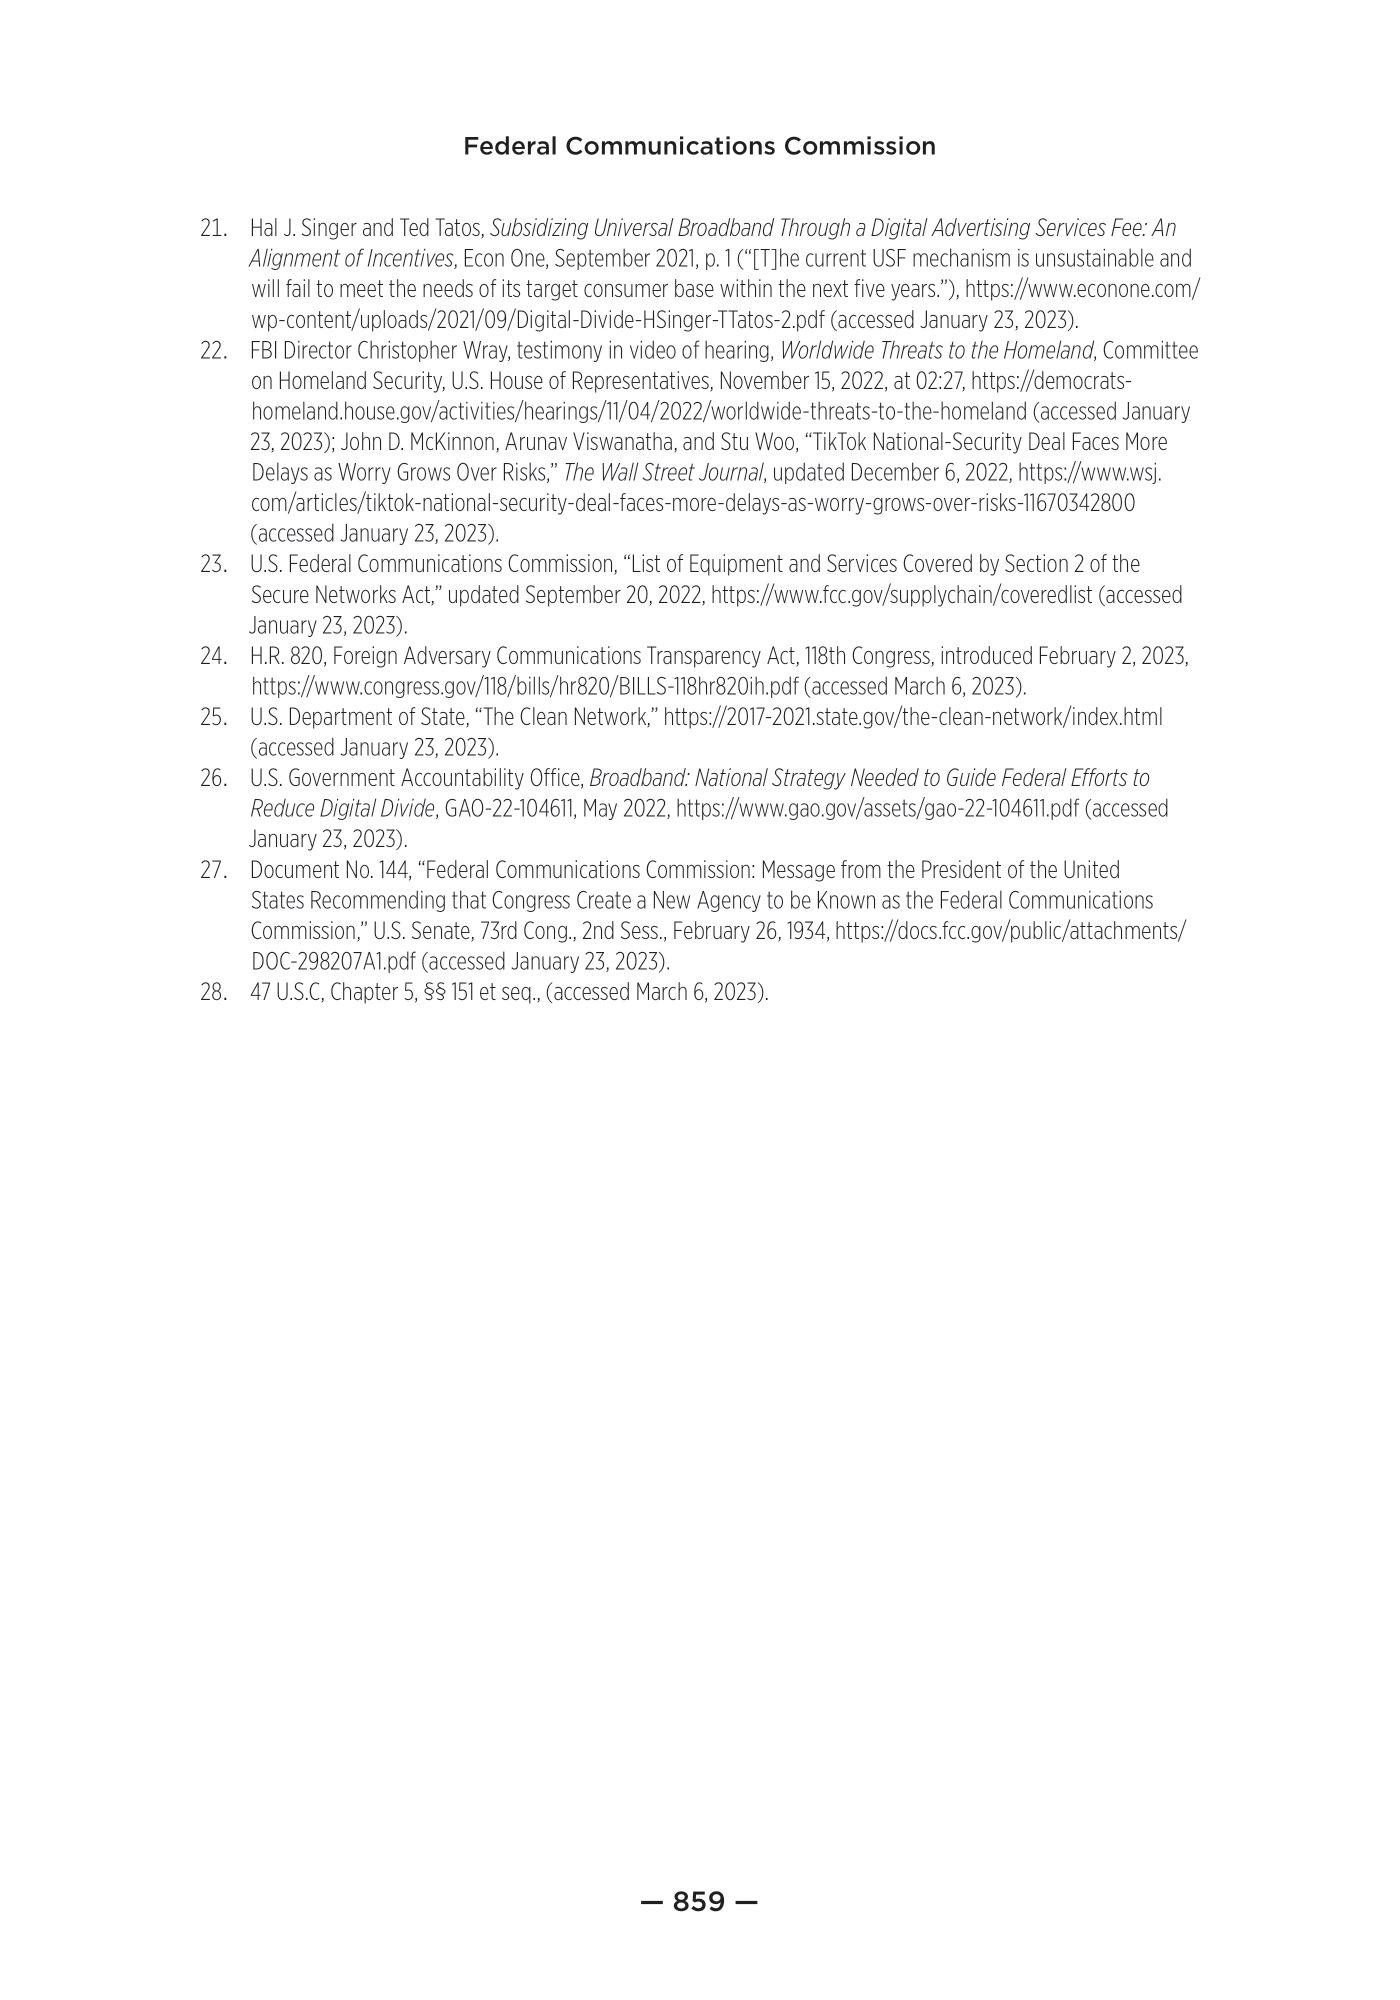 Federal Communications Commission
21. Hal J. Singer and Ted Tatos, Subsidizing Universal Broadband Through a Digital Advertising Services Fee: An
Alignment of Incentives, Econ One, September 2021, p. 1 (“[T]he current USF mechanism is unsustainable and
will fail to meet the needs of its target consumer base within the next five years.”), https://www.econone.com/
wp-content/uploads/2021/09/Digital-Divide-HSinger-TTatos-2.pdf (accessed January 23, 2023).
22. FBI Director Christopher Wray, testimony in video of hearing, Worldwide Threats to the Homeland, Committee
on Homeland Security, U.S. House of Representatives, November 15, 2022, at 02:27, https://democrats-
homeland.house.gov/activities/hearings/11/04/2022/worldwide-threats-to-the-homeland (accessed January
23, 2023); John D. McKinnon, Arunav Viswanatha, and Stu Woo, “TikTok National-Security Deal Faces More
Delays as Worry Grows Over Risks,” The Wall Street Journal, updated December 6, 2022, https://www.wsj.
com/articles/tiktok-national-security-deal-faces-more-delays-as-worry-grows-over-risks-11670342800
(accessed January 23, 2023).
23. U.S. Federal Communications Commission, “List of Equipment and Services Covered by Section 2 of the
Secure Networks Act,” updated September 20, 2022, https://www.fcc.gov/supplychain/coveredlist (accessed
January 23, 2023).
24. H.R. 820, Foreign Adversary Communications Transparency Act, 118th Congress, introduced February 2, 2023,
https://www.congress.gov/118/bills/hr820/BILLS-118hr820ih.pdf (accessed March 6, 2023).
25. U.S. Department of State, “The Clean Network,” https://2017-2021.state.gov/the-clean-network/index.html
(accessed January 23, 2023).
26. U.S. Government Accountability Office, Broadband: National Strategy Needed to Guide Federal Efforts to
Reduce Digital Divide, GAO-22-104611, May 2022, https://www.gao.gov/assets/gao-22-104611.pdf (accessed
January 23, 2023).
27. Document No. 144, “Federal Communications Commission: Message from the President of the United
States Recommending that Congress Create a New Agency to be Known as the Federal Communications
Commission,” U.S. Senate, 73rd Cong., 2nd Sess., February 26, 1934, https://docs.fcc.gov/public/attachments/
DOC-298207A1.pdf (accessed January 23, 2023).
28. 47 U.S.C, Chapter 5, §§ 151 et seq., (accessed March 6, 2023).
— 859 —